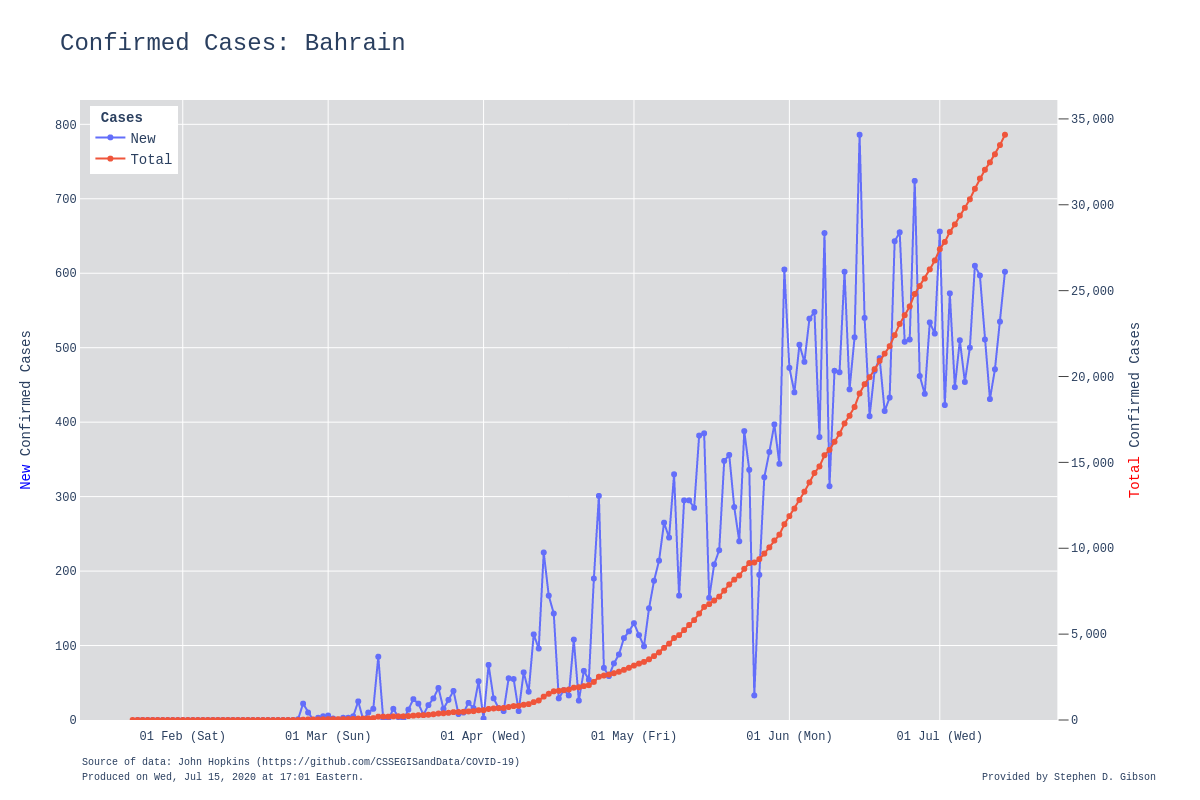 Confirmed Cases: Bahrain
Cases
New
Total
800
700
600
500
400
300
200
100
0
New Confirmed Cases
35,000
30,000
25,000
20,000
15,000
10,000
5,000
0
Total Confirmed Cases
01 Feb (Sat) 01 Mar (Sun) 01 Apr (Wed) 01 May (Fri) 01 Jun (Mon) 01 Jul (Wed)
Source of data: John Hopkins (https://github.com/CSSEGISandData/COVID-19)
Produced on Wed, Jul 15, 2020 at 17:01 Eastern.
Provided by Stephen D. Gibson